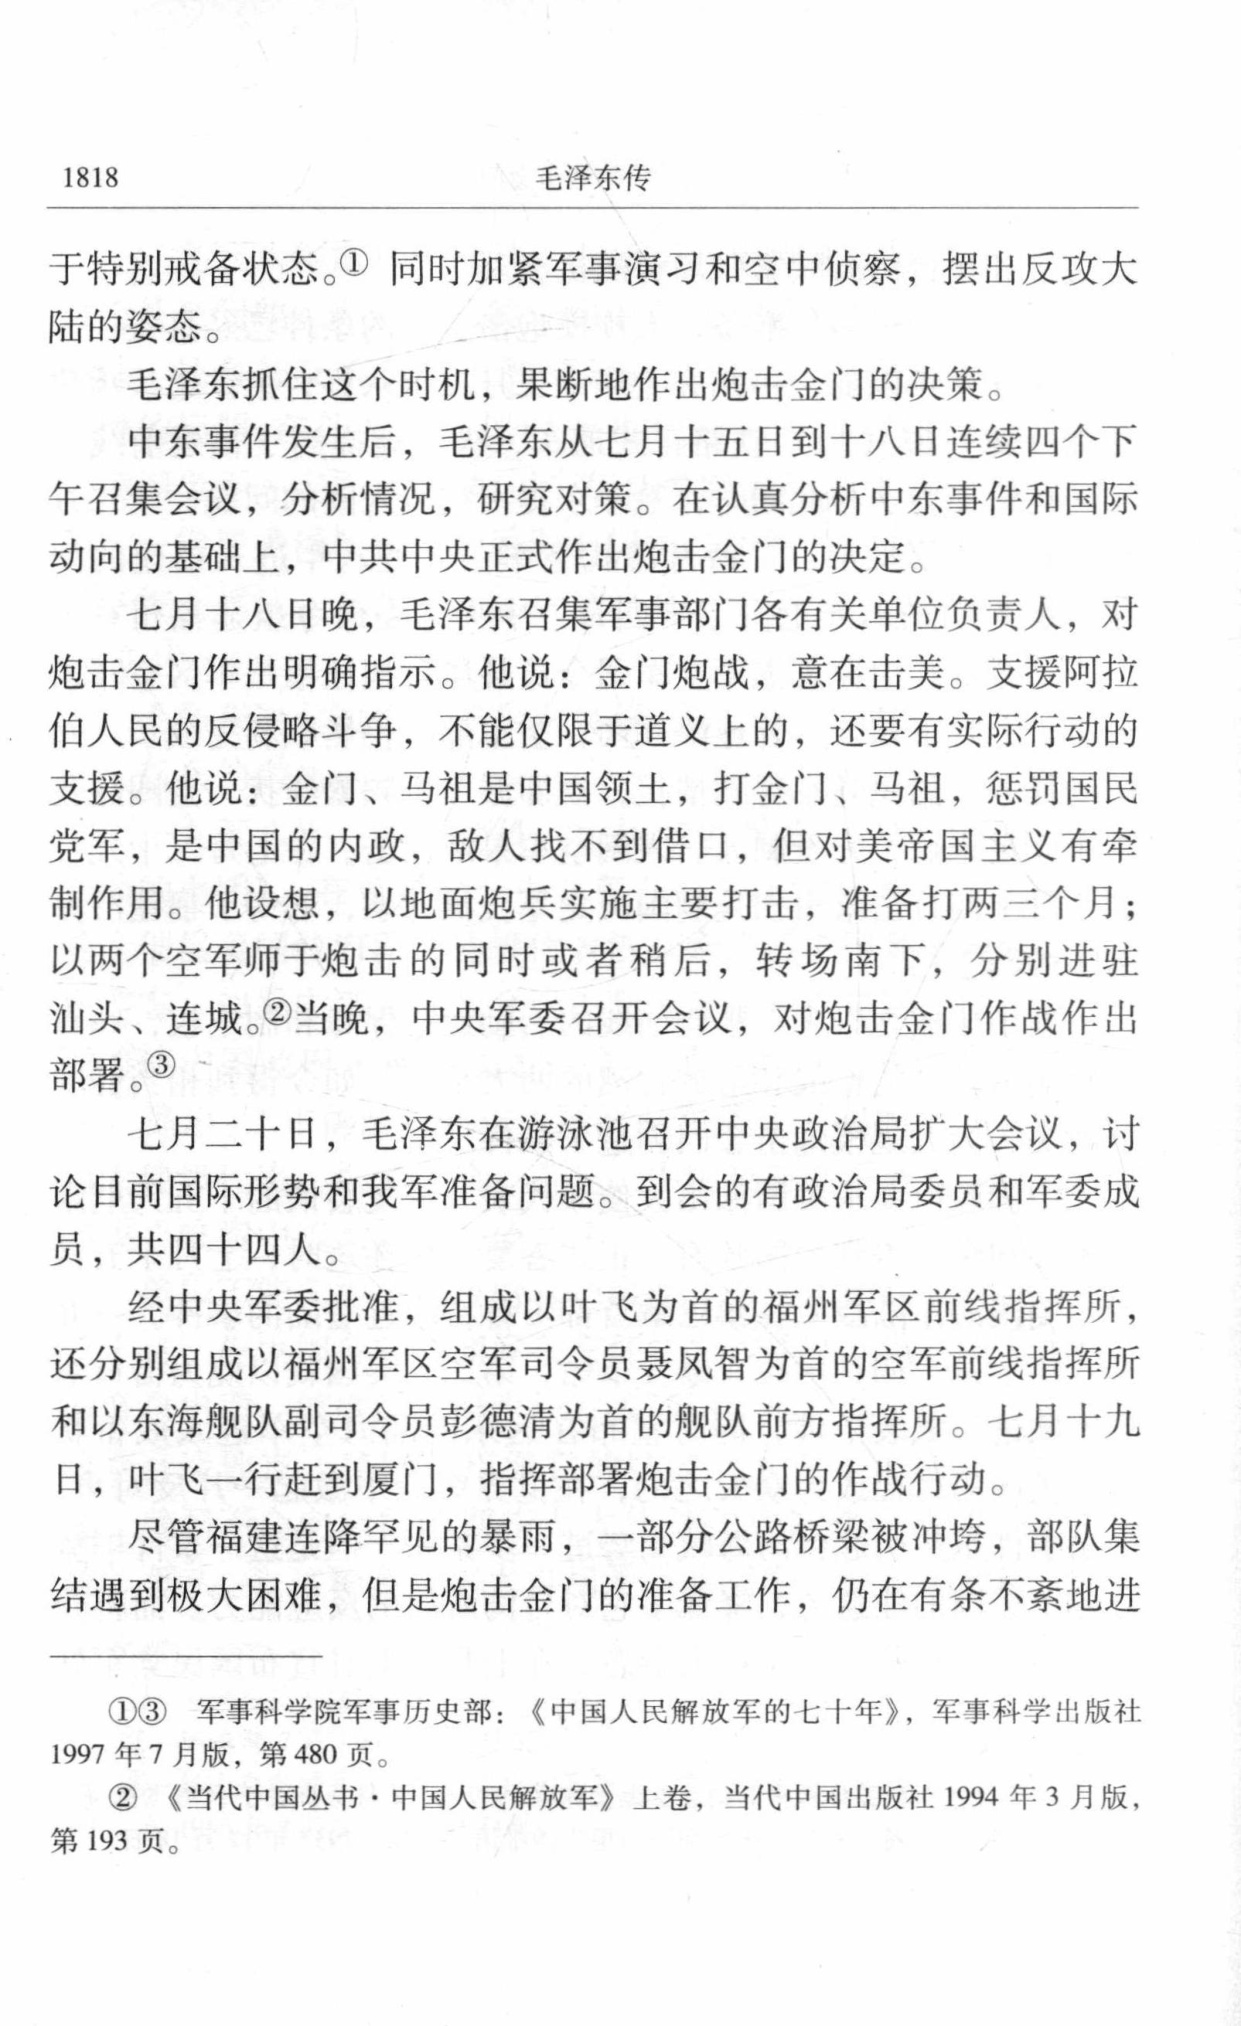 1818
毛泽东传
于特别戒备状态。① 同时加紧军事演习和空中侦察，摆出反攻大
陆的姿态。
毛泽东抓住这个时机，果断地作出炮击金门的决策。
中东事件发生后，毛泽东从七月十五日到十八日连续四个下
午召集会议，分析情况，研究对策。在认真分析中东事件和国际
动向的基础上，中共中央正式作出炮击金门的决定。
七月十八日晚，毛泽东召集军事部门各有关单位负责人，对
炮击金门作出明确指示。他说：金门炮战，意在击美。支援阿拉
伯人民的反侵略斗争，不能仅限于道义上的，还要有实际行动的
支援。他说：金门、马祖是中国领土，打金门、马祖，惩罚国民
党军，是中国的内政，敌人找不到借口，但对美帝国主义有牵
制作用。他设想，以地面炮兵实施主要打击，准备打两三个月；
以两个空军师于炮击的同时或者稍后，转场南下，分别进驻
汕头、连城。②当晚，中央军委召开会议，对炮击金门作战作出
部署。③
七月二十日，毛泽东在游泳池召开中央政治局扩大会议，讨
论目前国际形势和我军准备问题。到会的有政治局委员和军委成
员，共四十四人。
经中央军委批准，组成以叶飞为首的福州军区前线指挥所，
还分别组成以福州军区空军司令员聂凤智为首的空军前线指挥所
和以东海舰队副司令员彭德清为首的舰队前方指挥所。七月十九
日，叶飞一行赶到厦门，指挥部署炮击金门的作战行动。
尽管福建连降罕见的暴雨，一部分公路桥梁被冲垮，部队集
结遇到极大困难，但是炮击金门的准备工作，仍在有条不紊地进
①③ 军事科学院军事历史部：《中国人民解放军的七十年》，军事科学出版社
1997 年 7 月版，第 480 页。
② 《当代中国丛书·中国人民解放军》上卷，当代中国出版社 1994 年 3 月版，
第 193 页。